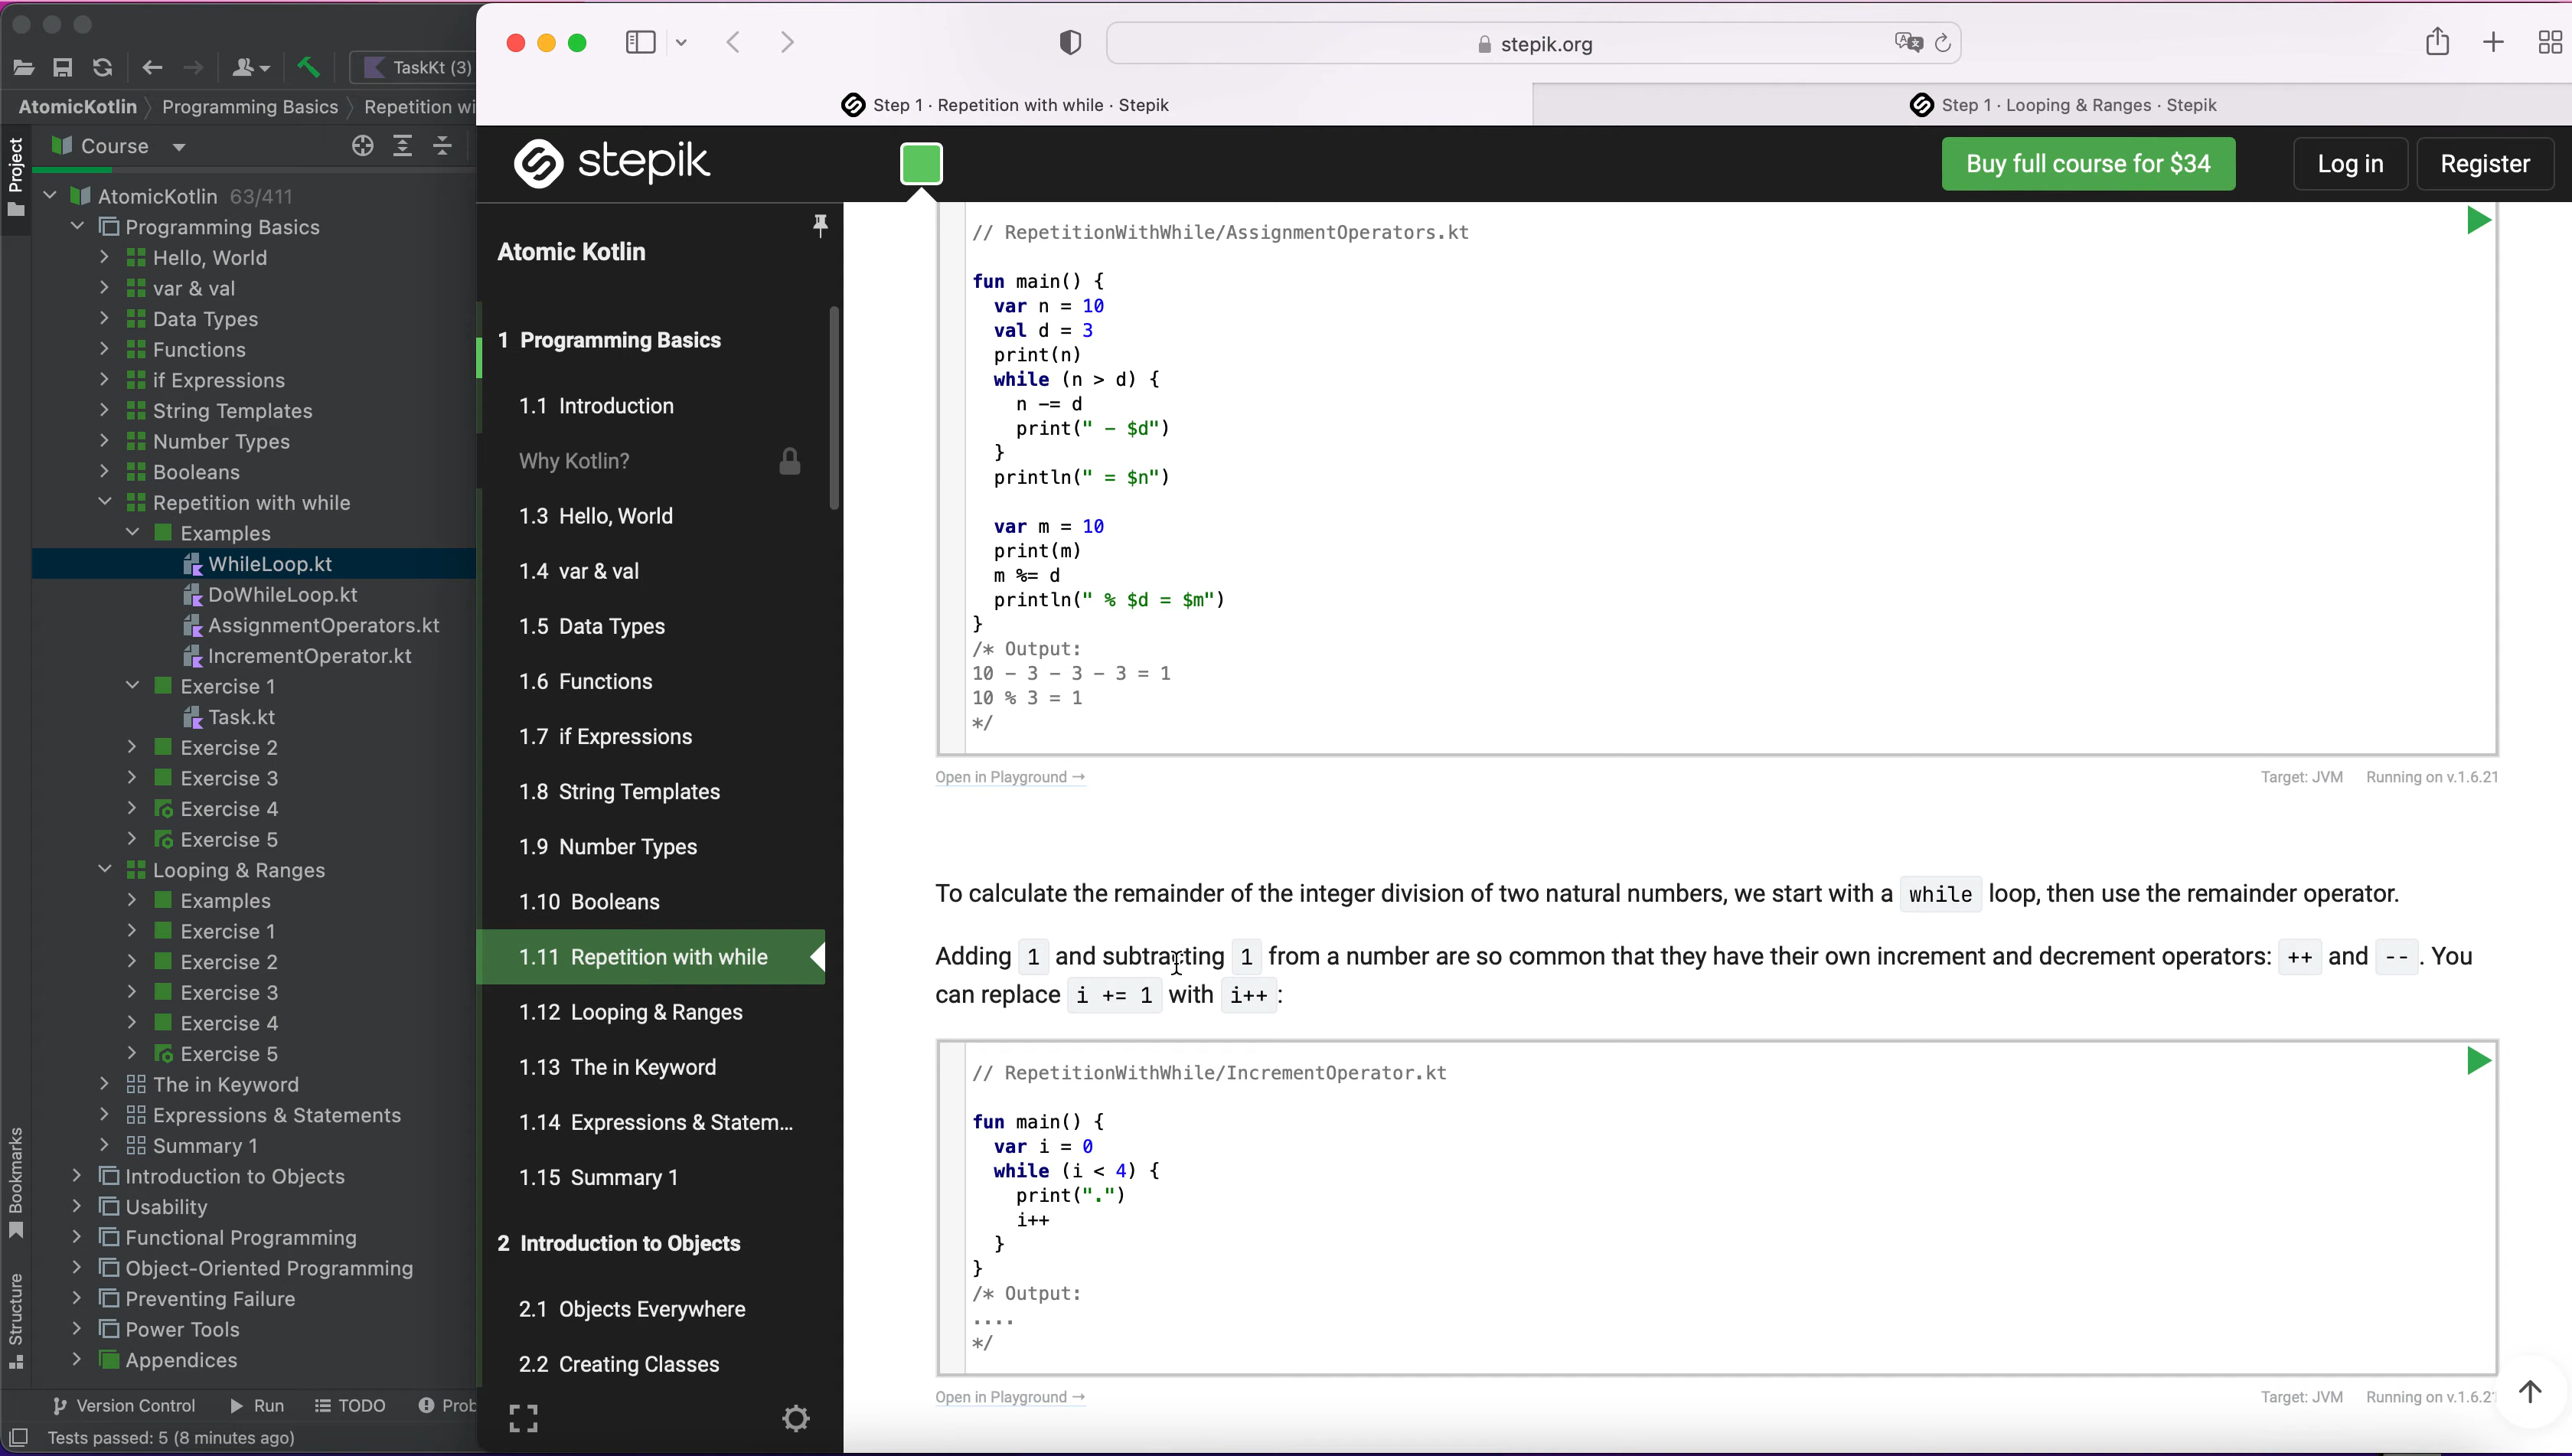 TaskKt (3)
AtomicKotlin
Programming Basics
Repetition wi
Project
Course
AtomicKotlin 63/411
Programming Basics
Hello, World
var & val
Data Types
Functions
if Expressions
String Templates
Number Types
Booleans
Repetition with while
Examples
WhileLoop.kt
DoWhileLoop.kt
AssignmentOperators.kt
IncrementOperator.kt
Exercise 1
Task.kt
Exercise 2
Exercise 3
Exercise 4
Exercise 5
Looping & Ranges
Examples
Exercise 1
Exercise 2
Exercise 3
Exercise 4
Exercise 5
The in Keyword
Expressions & Statements
Summary 1
Introduction to Objects
Usability
Functional Programming
Object-Oriented Programming
Preventing Failure
Power Tools
Appendices
Bookmarks
Structure
Version Control
Run
TODO
Prob
Tests passed: 5 (8 minutes ago)
stepik.org
Step 1 · Repetition with while · Stepik
Step 1 · Looping & Ranges · Stepik
stepik
Buy full course for $34
Log in
Register
Atomic Kotlin
1 Programming Basics
1.1 Introduction
Why Kotlin?
1.3 Hello, World
1.4 var & val
1.5 Data Types
1.6 Functions
1.7 if Expressions
1.8 String Templates
1.9 Number Types
1.10 Booleans
1.11 Repetition with while
1.12 Looping & Ranges
1.13 The in Keyword
1.14 Expressions & Statem...
1.15 Summary 1
2 Introduction to Objects
2.1 Objects Everywhere
2.2 Creating Classes
// RepetitionWithWhile/AssignmentOperators.kt
fun main() {
var n = 10
val d = 3
print(n)
while (n > d) {
n -= d
print(" - $d")
}
println(" = $n")
var m = 10
print(m)
m %= d
println(" % $d = $m")
}
/* Output:
10 - 3 - 3 - 3 = 1
10 % 3 = 1
*/
Open in Playground →
Target: JVM Running on v.1.6.21
To calculate the remainder of the integer division of two natural numbers, we start with a while loop, then use the remainder operator.
Adding 1 and subtracting 1 from a number are so common that they have their own increment and decrement operators: ++ and --. You
can replace i += 1 with i++:
// RepetitionWithWhile/IncrementOperator.kt
fun main() {
var i = 0
while (i < 4) {
print(".")
i++
}
}
/* Output:
....
*/
Open in Playground →
Target: JVM Running on v.1.6.21